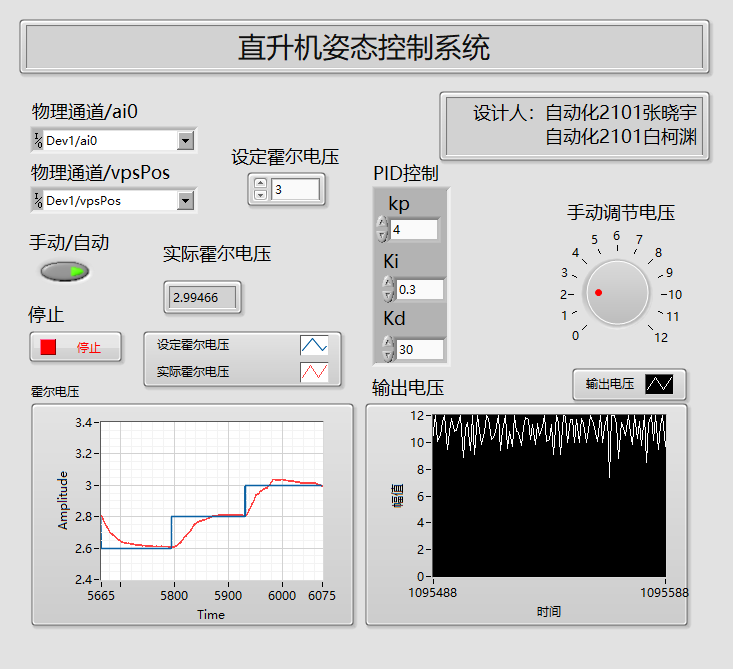 直升机姿态控制系统
设计人：自动化2101张晓宇
自动化2101白柯渊
物理通道/ai0
Dev1/ai0
物理通道/vpsPos
Dev1/vpsPos
设定霍尔电压
3
手动/自动
实际霍尔电压
2.99466
停止
停止
设定霍尔电压
实际霍尔电压
PID控制
kp
4
Ki
0.3
Kd
30
手动调节电压
0
1
2
3
4
5
6
7
8
9
10
11
12
霍尔电压
3.4
3.2
3
2.8
2.6
2.4
Amplitude
5665
5800
5900
6000
6075
Time
输出电压
输出电压
12
10
8
6
4
2
0
幅值
1095488
1095588
时间